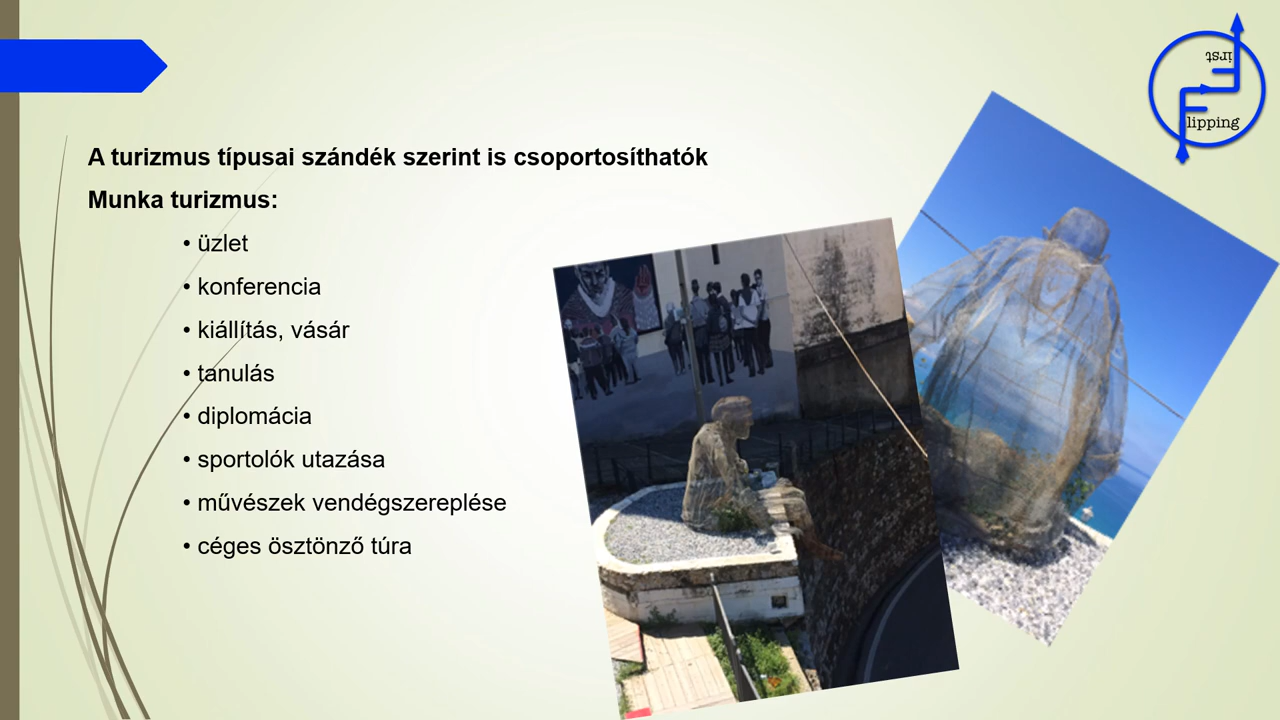 irst
lipping
A turizmus típusai szándék szerint is csoportosíthatók
Munka turizmus:
• üzlet
• konferencia
• kiállítás, vásár
• tanulás
• diplomácia
• sportolók utazása
• művészek vendégszereplése
• céges ösztönző túra